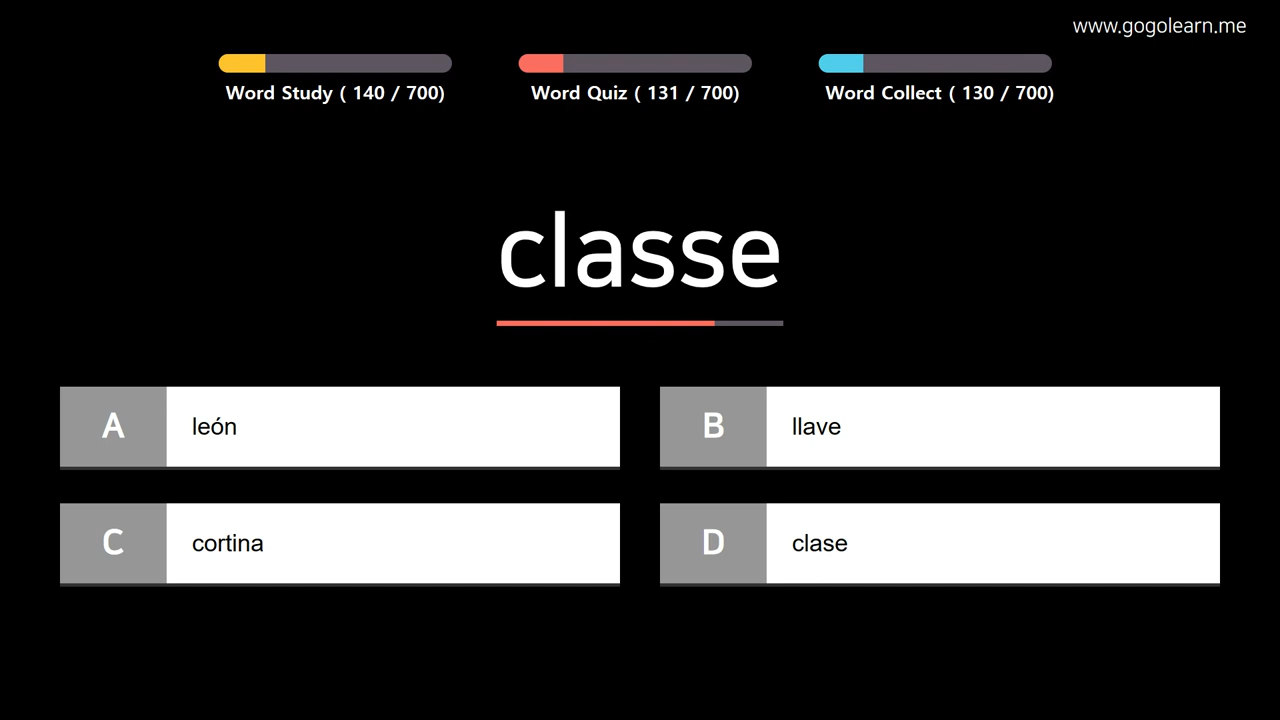 www.gogolearn.me
Word Study ( 140 / 700)
Word Quiz ( 131 / 700)
Word Collect ( 130 / 700)
classe
A león
B llave
C cortina
D clase